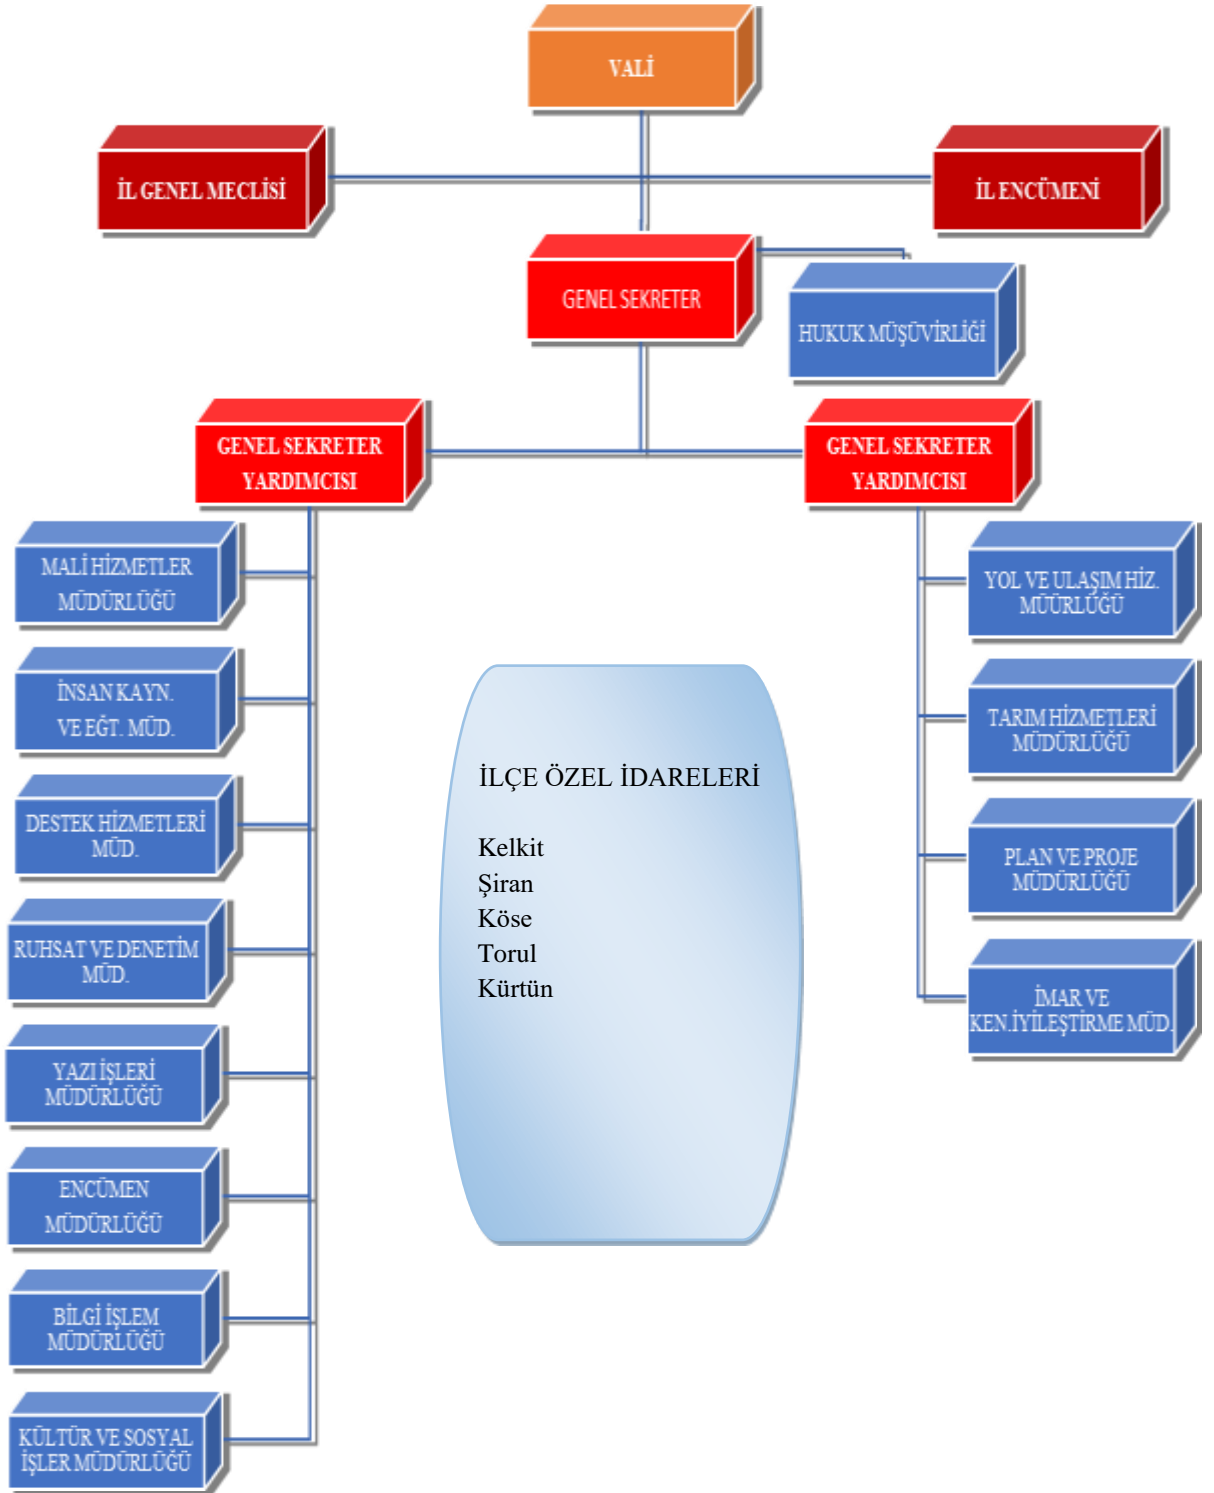 VALİ
İL GENEL MECLİSİ
İL ENCÜMENİ
GENEL SEKRETER
HUKUK MÜŞÜVİRLİĞİ
GENEL SEKRETER
YARDIMCISI
GENEL SEKRETER
YARDIMCISI
MALİ HİZMETLER
MÜDÜRLÜĞÜ
İNSAN KAYN.
VE EĞT. MÜD.
DESTEK HİZMETLERİ
MÜD.
RUHSAT VE DENETİM
MÜD.
YAZI İŞLERİ
MÜDÜRLÜĞÜ
ENCÜMEN
MÜDÜRLÜĞÜ
BİLGİ İŞLEM
MÜDÜRLÜĞÜ
KÜLTÜR VE SOSYAL
İŞLER MÜDÜRLÜĞÜ
İLÇE ÖZEL İDARELERİ
Kelkit
Şiran
Köse
Torul
Kürtün
YOL VE ULAŞIM HİZ.
MÜÜRLÜĞÜ
TARIM HİZMETLERİ
MÜDÜRLÜĞÜ
PLAN VE PROJE
MÜDÜRLÜĞÜ
İMAR VE
KEN.İYİLEŞTİRME MÜD.